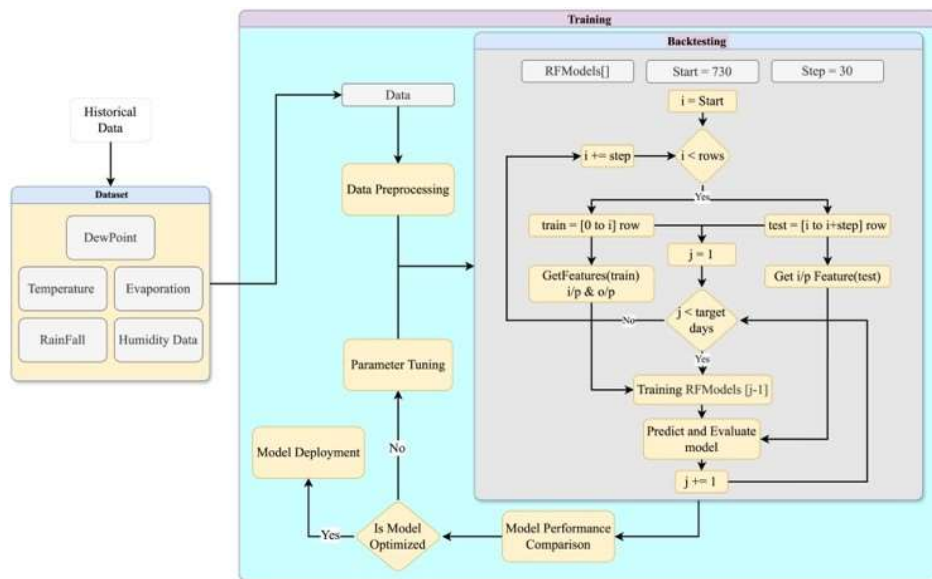 Training
Backtesting
RFModels[]
Start = 730
Step = 30
Historical
Data
Data
i = Start
i += step
i < rows
Yes
Data Preprocessing
Dataset
DewPoint
Temperature
Evaporation
RainFall
Humidity Data
train = [0 to i] row
test = [i to i+step] row
j = 1
GetFeatures(train)
i/p & o/p
Get i/p Feature(test)
j < target
days
No
Yes
Parameter Tuning
Training RFModels [j-1]
Predict and Evaluate
model
j += 1
No
Model Deployment
Yes
Is Model
Optimized
Model Performance
Comparison